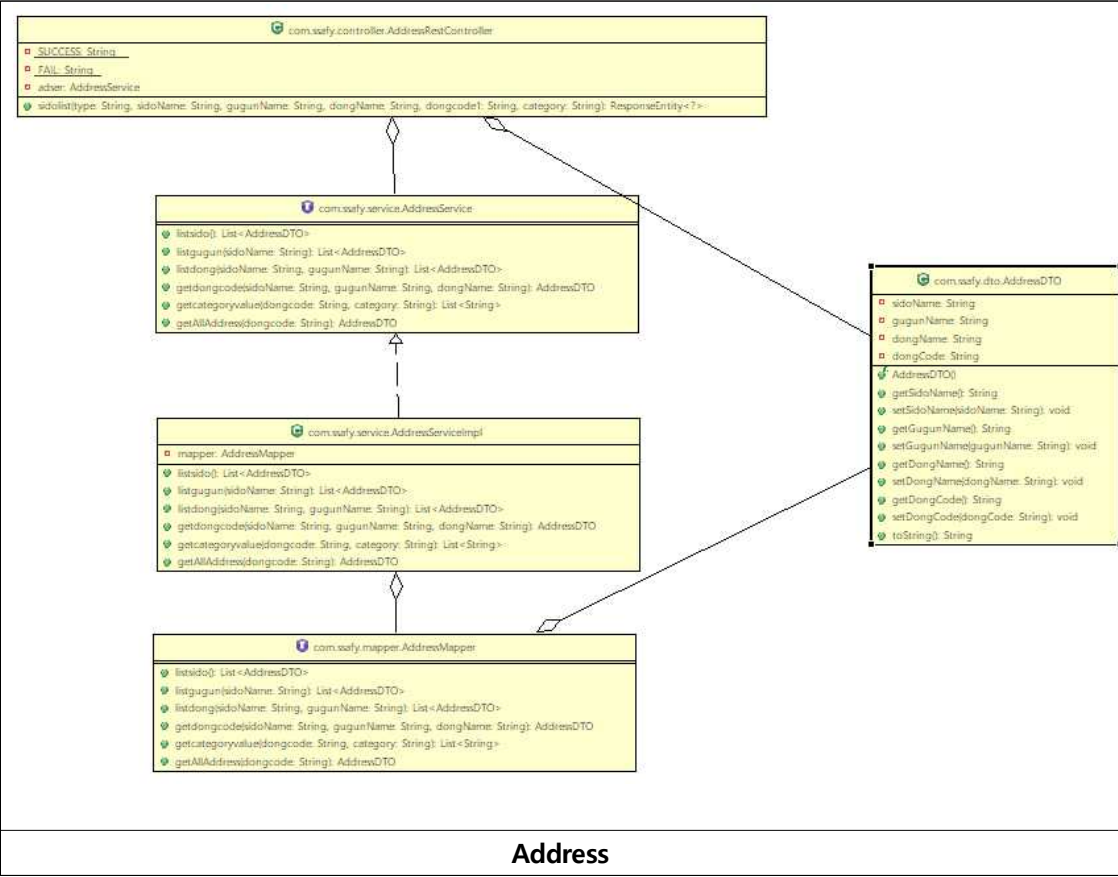 com.ssafy.controller.AddressRestController
SUCCESS: String
FAIL: String
adser: AddressService
sidolist(type: String, sidoName: String, gugunName: String, dongName: String, dongcode1: String, category: String): ResponseEntity<?>
com.ssafy.service.AddressService
listsido(): List<AddressDTO>
listgugun(sidoName: String): List<AddressDTO>
listdong(sidoName: String, gugunName: String): List<AddressDTO>
getdongcode(sidoName: String, gugunName: String, dongName: String): AddressDTO
getcategoryvalue(dongcode: String, category: String): List<String>
getAllAddress(dongcode: String): AddressDTO
com.ssafy.dto.AddressDTO
sidoName: String
gugunName: String
dongName: String
dongCode: String
AddressDTO()
getSidoName(): String
setSidoName(sidoName: String): void
getGugunName(): String
setGugunName(gugunName: String): void
getDongName(): String
setDongName(dongName: String): void
getDongCode(): String
setDongCode(dongCode: String): void
toString(): String
com.ssafy.service.AddressServiceImpl
mapper: AddressMapper
listsido(): List<AddressDTO>
listgugun(sidoName: String): List<AddressDTO>
listdong(sidoName: String, gugunName: String): List<AddressDTO>
getdongcode(sidoName: String, gugunName: String, dongName: String): AddressDTO
getcategoryvalue(dongcode: String, category: String): List<String>
getAllAddress(dongcode: String): AddressDTO
com.ssafy.mapper.AddressMapper
listsido(): List<AddressDTO>
listgugun(sidoName: String): List<AddressDTO>
listdong(sidoName: String, gugunName: String): List<AddressDTO>
getdongcode(sidoName: String, gugunName: String, dongName: String): AddressDTO
getcategoryvalue(dongcode: String, category: String): List<String>
getAllAddress(dongcode: String): AddressDTO
Address